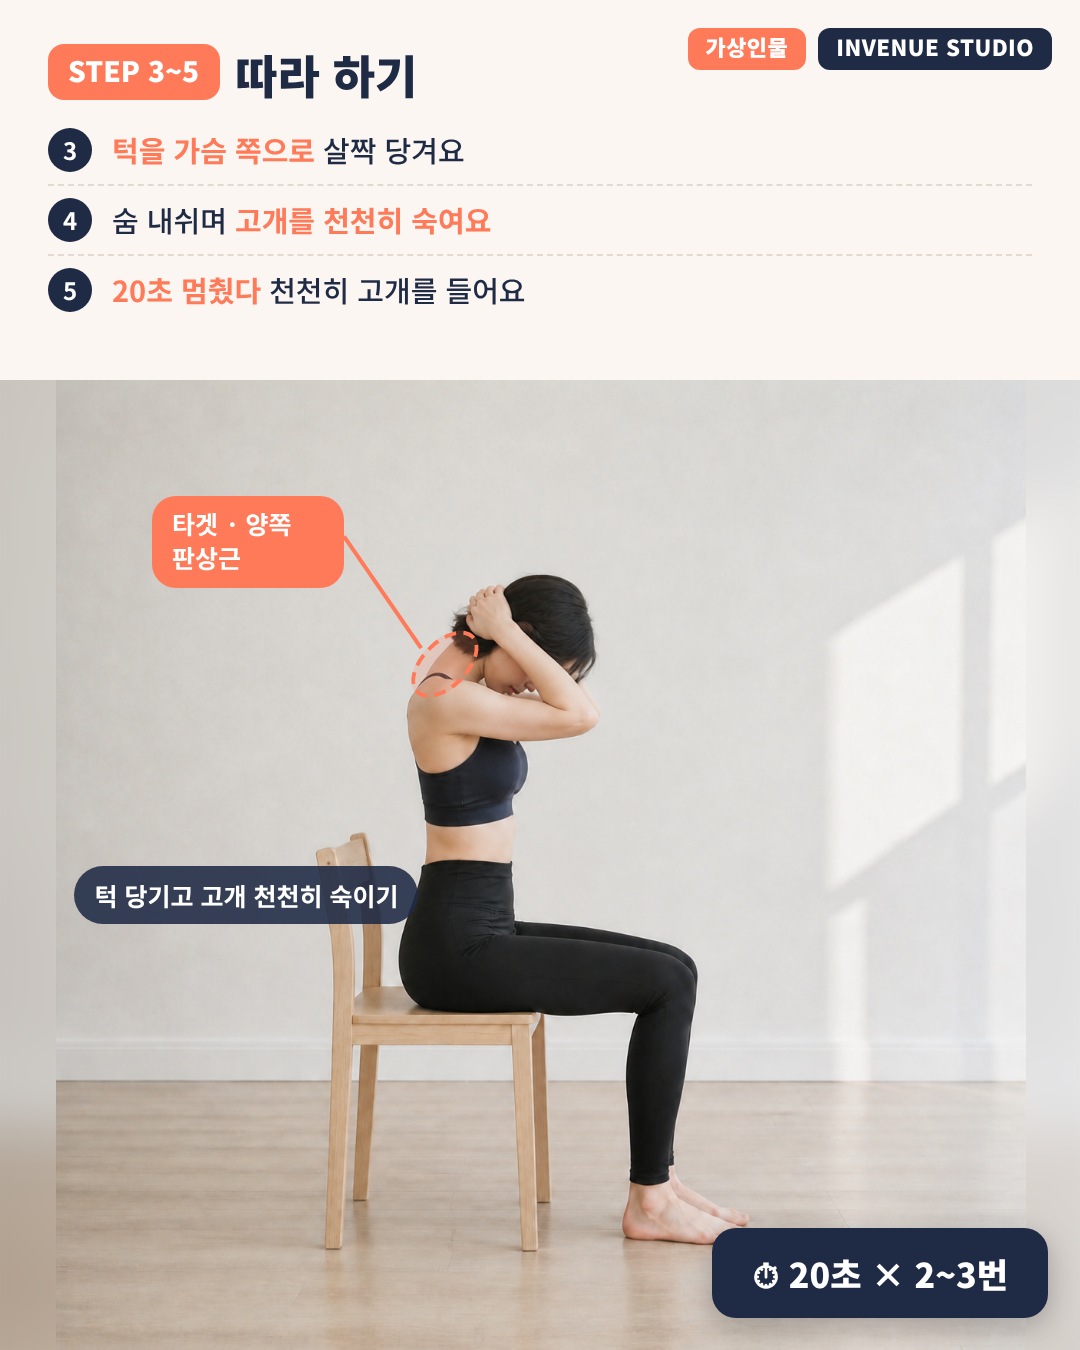 STEP 3~5
따라 하기
가상인물
INVENUE STUDIO
3 턱을 가슴 쪽으로 살짝 당겨요
4 숨 내쉬며 고개를 천천히 숙여요
5 20초 멈췄다 천천히 고개를 들어요
타겟 · 양쪽
판상근
턱 당기고 고개 천천히 숙이기
⏱ 20초 × 2~3번